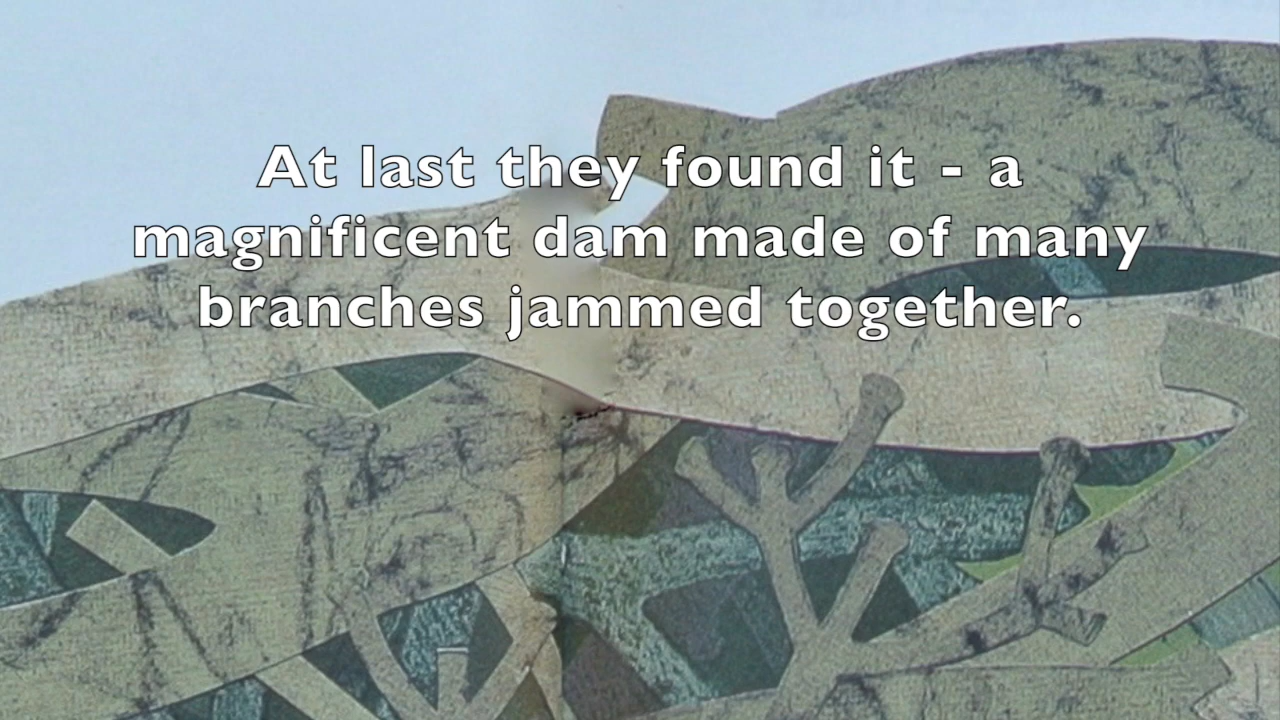 At last they found it - a
magnificent dam made of many
branches jammed together.